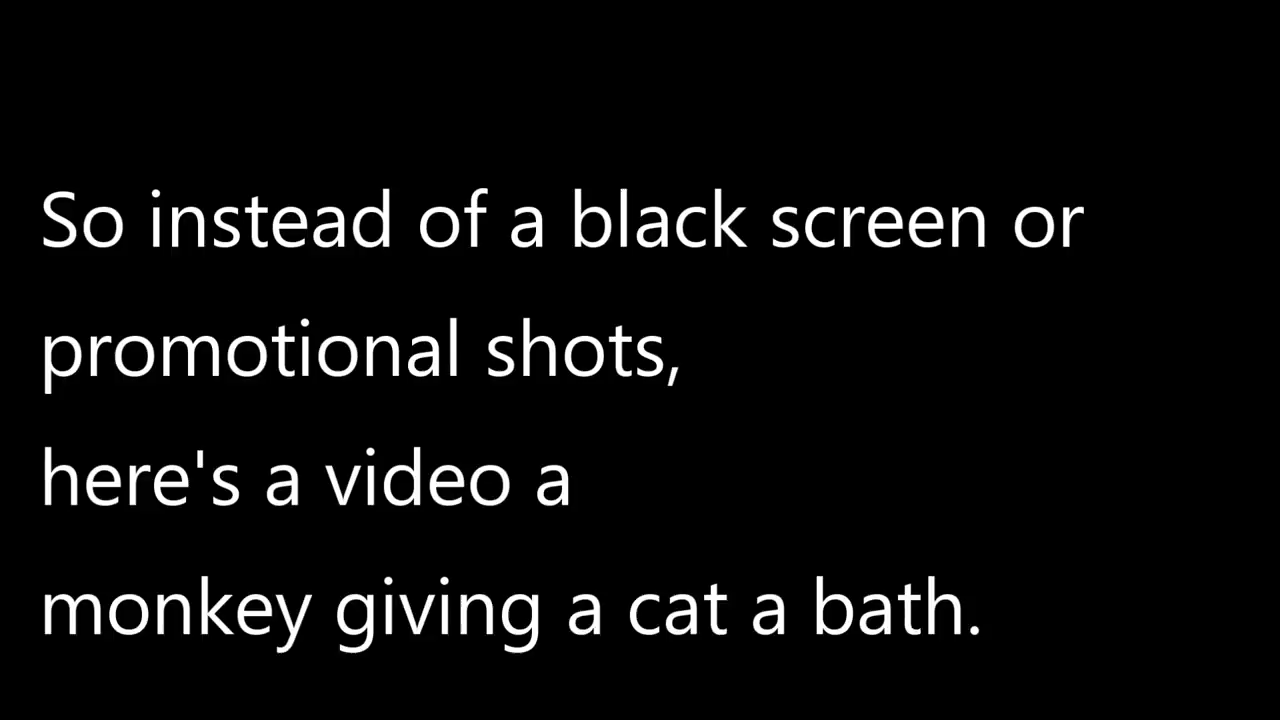 So instead of a black screen or
promotional shots,
here's a video a
monkey giving a cat a bath.